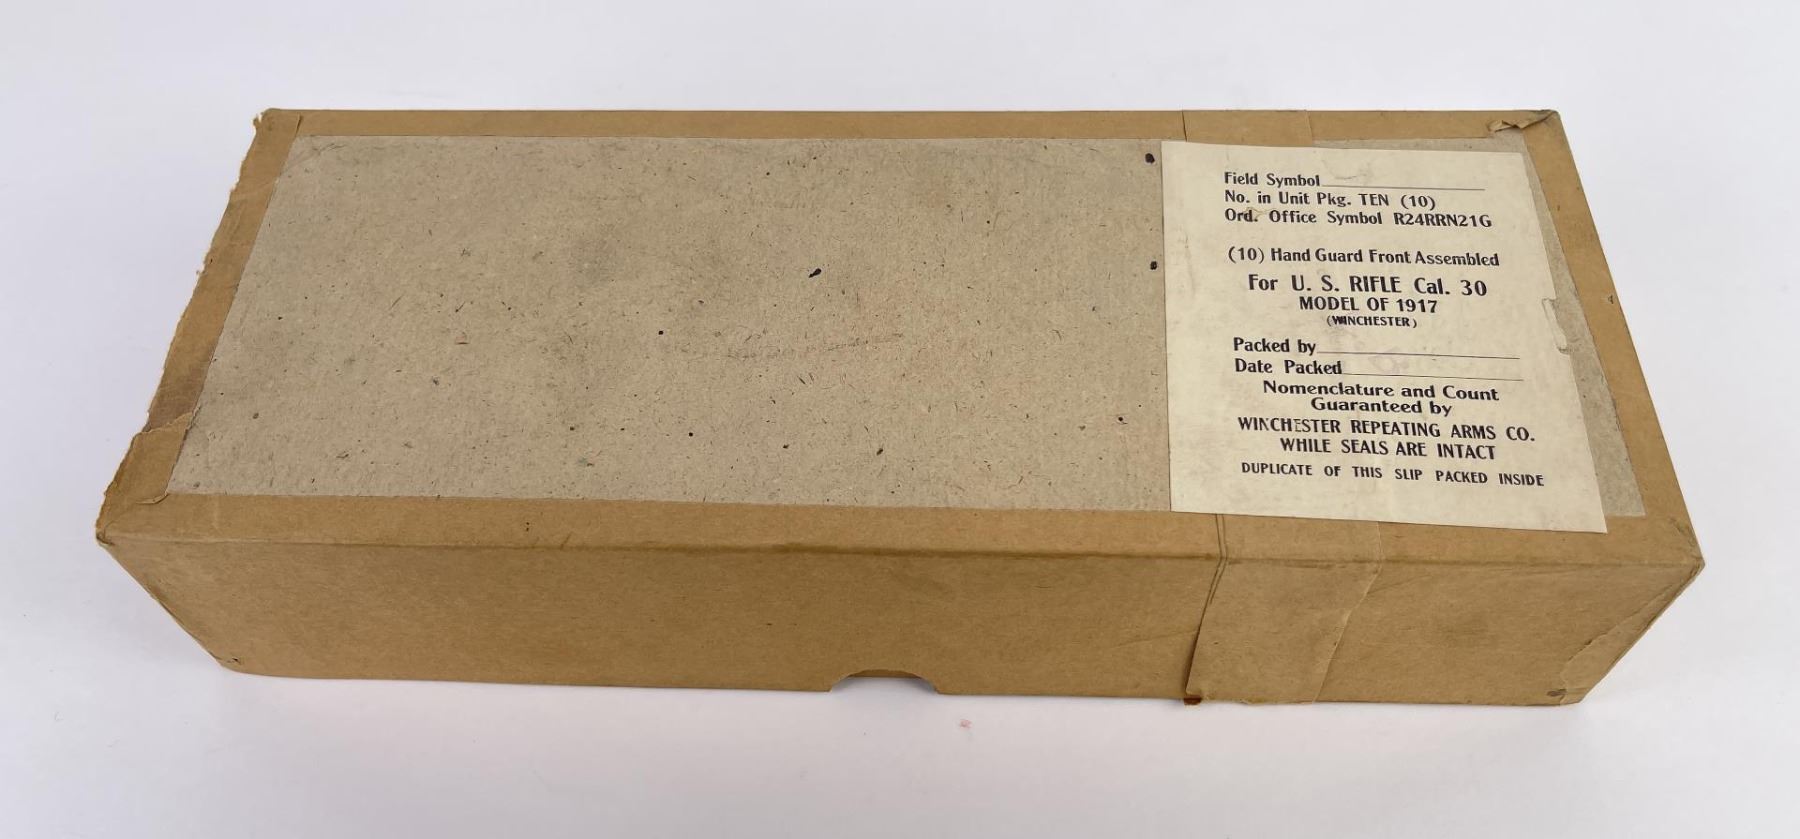 Field Symbol
No. in Unit Pkg. TEN (10)
Ord. Office Symbol R24RRN21G
(10) Hand Guard Front Assembled
For U. S. RIFLE Cal. 30
MODEL OF 1917
(WINCHESTER)
Packed by
Date Packed
Nomenclature and Count
Guaranteed by
WINCHESTER REPEATING ARMS CO.
WHILE SEALS ARE INTACT
DUPLICATE OF THIS SLIP PACKED INSIDE